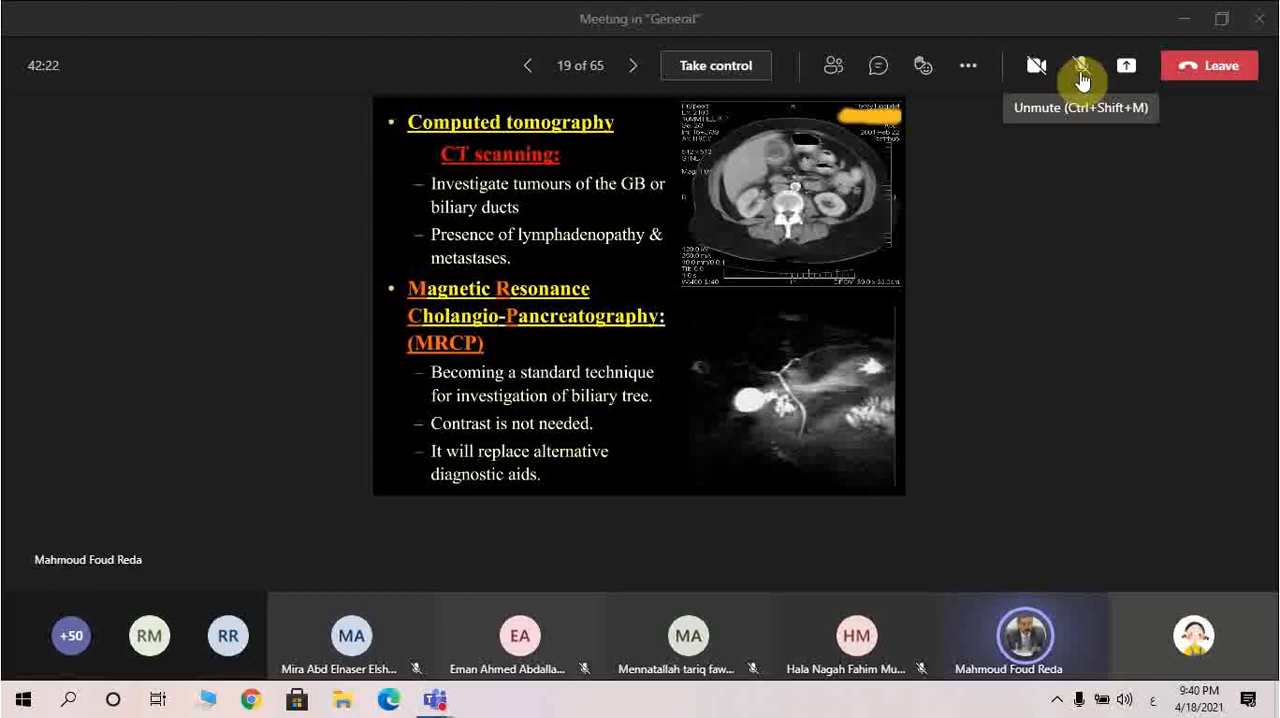 Meeting in "General"
42:22
19 of 65
Take control
Leave
Unmute (Ctrl+Shift+M)
• Computed tomography
CT scanning:
– Investigate tumours of the GB or
biliary ducts
– Presence of lymphadenopathy &
metastases.
• Magnetic Resonance
Cholangio-Pancreatography:
(MRCP)
– Becoming a standard technique
for investigation of biliary tree.
– Contrast is not needed.
– It will replace alternative
diagnostic aids.
Mahmoud Foud Reda
+50
RM
RR
MA
EA
MA
HM
Mira Abd Elnaser Elsh...
Eman Ahmed Abdalla...
Mennatallah tariq faw...
Hala Nagah Fahim Mu...
Mahmoud Foud Reda
ع
9:40 PM
4/18/2021